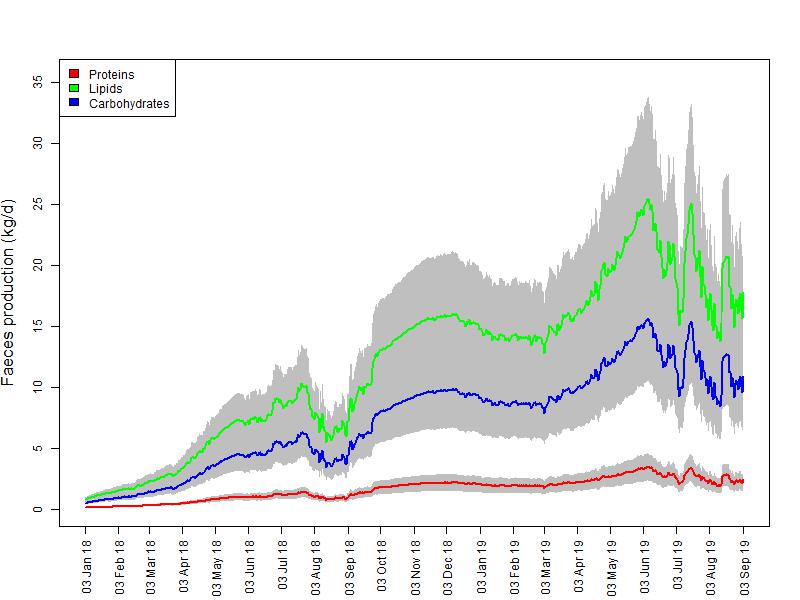 Proteins
Lipids
Carbohydrates
Faeces production (kg/d)
35
30
25
20
15
10
5
0
03 Jan 18
03 Feb 18
03 Mar 18
03 Apr 18
03 May 18
03 Jun 18
03 Jul 18
03 Aug 18
03 Sep 18
03 Oct 18
03 Nov 18
03 Dec 18
03 Jan 19
03 Feb 19
03 Mar 19
03 Apr 19
03 May 19
03 Jun 19
03 Jul 19
03 Aug 19
03 Sep 19